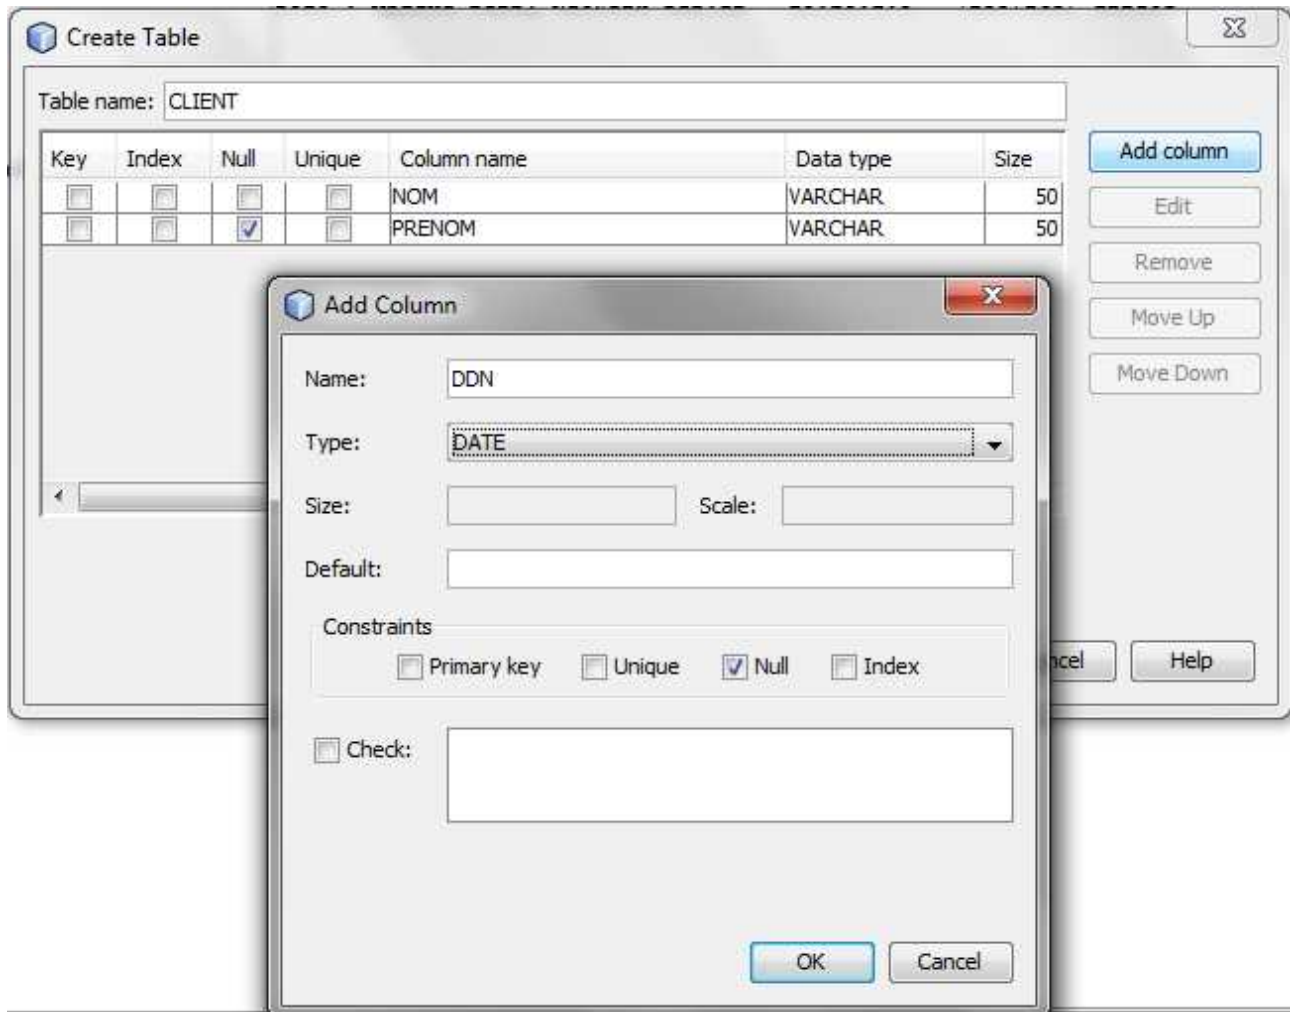 Create Table
Table name: CLIENT
Key Index Null Unique Column name Data type Size
NOM VARCHAR 50
PRENOM VARCHAR 50
Add column
Edit
Remove
Move Up
Move Down
Add Column
Name: DDN
Type: DATE
Size: Scale:
Default:
Constraints
Primary key Unique Null Index
Check:
OK Cancel
Help